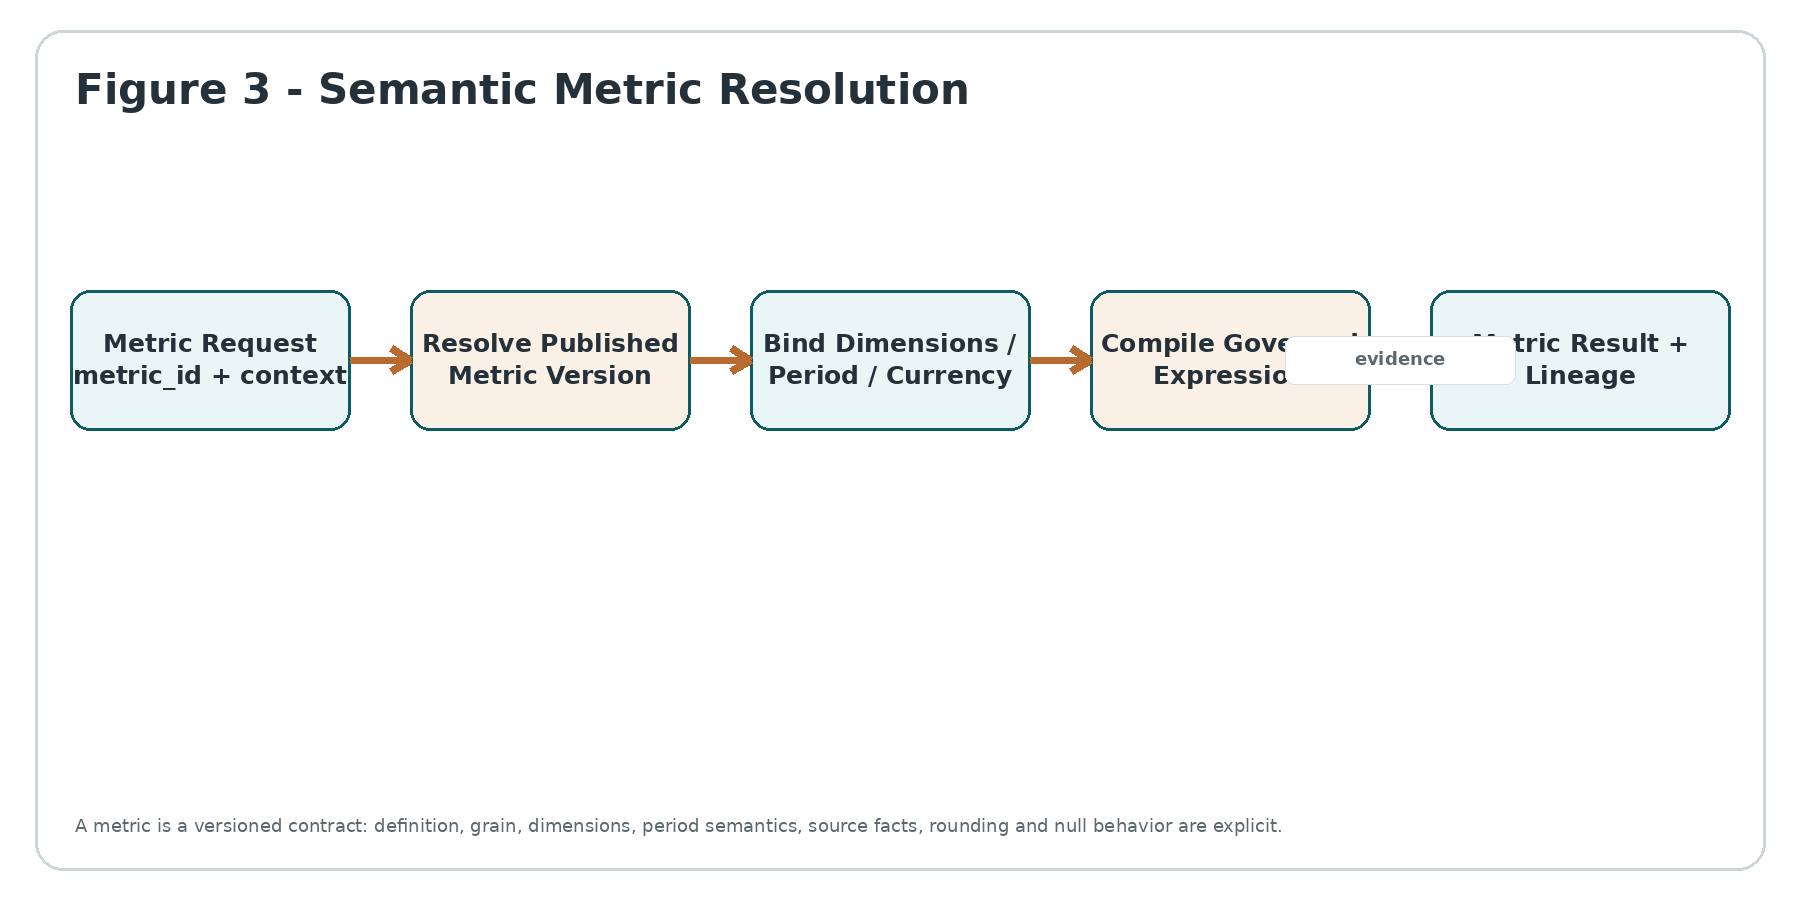 Figure 3 - Semantic Metric Resolution
Metric Request
metric_id + context
Resolve Published
Metric Version
Bind Dimensions /
Period / Currency
Compile
evidence
Result +
Lineage
A metric is a versioned contract: definition, grain, dimensions, period semantics, source facts, rounding and null behavior are explicit.